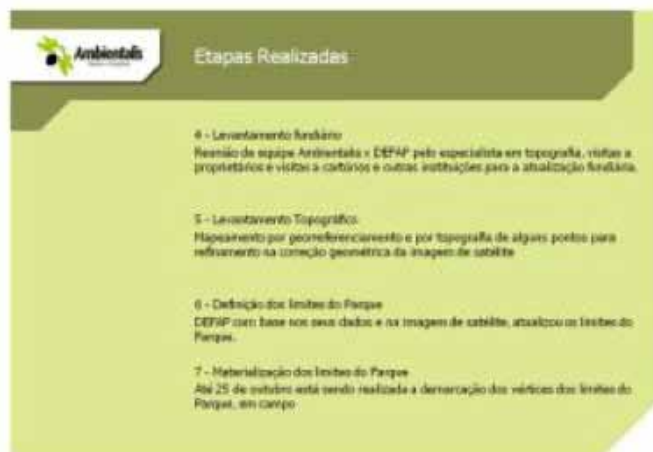 Ambientalis
Etapas Realizadas
4 - Levantamento fundiário
Reunião de equipe Ambientalis x DEFAP pelo especialista em topografia, visitas a
proprietários e visitas a cartórios e outras instituições para a atualização fundiária.
5 - Levantamento Topográfico
Mapeamento por georreferenciamento e por topografia de alguns pontos para
refinamento na correção geométrica da imagem de satélite
6 - Definição dos limites do Parque
DEFAP com base nos seus dados e na imagem de satélite, atualizou os limites do
Parque.
7 - Materialização dos limites do Parque
Até 25 de outubro está sendo realizada a demarcação dos vértices dos limites do
Parque, em campo